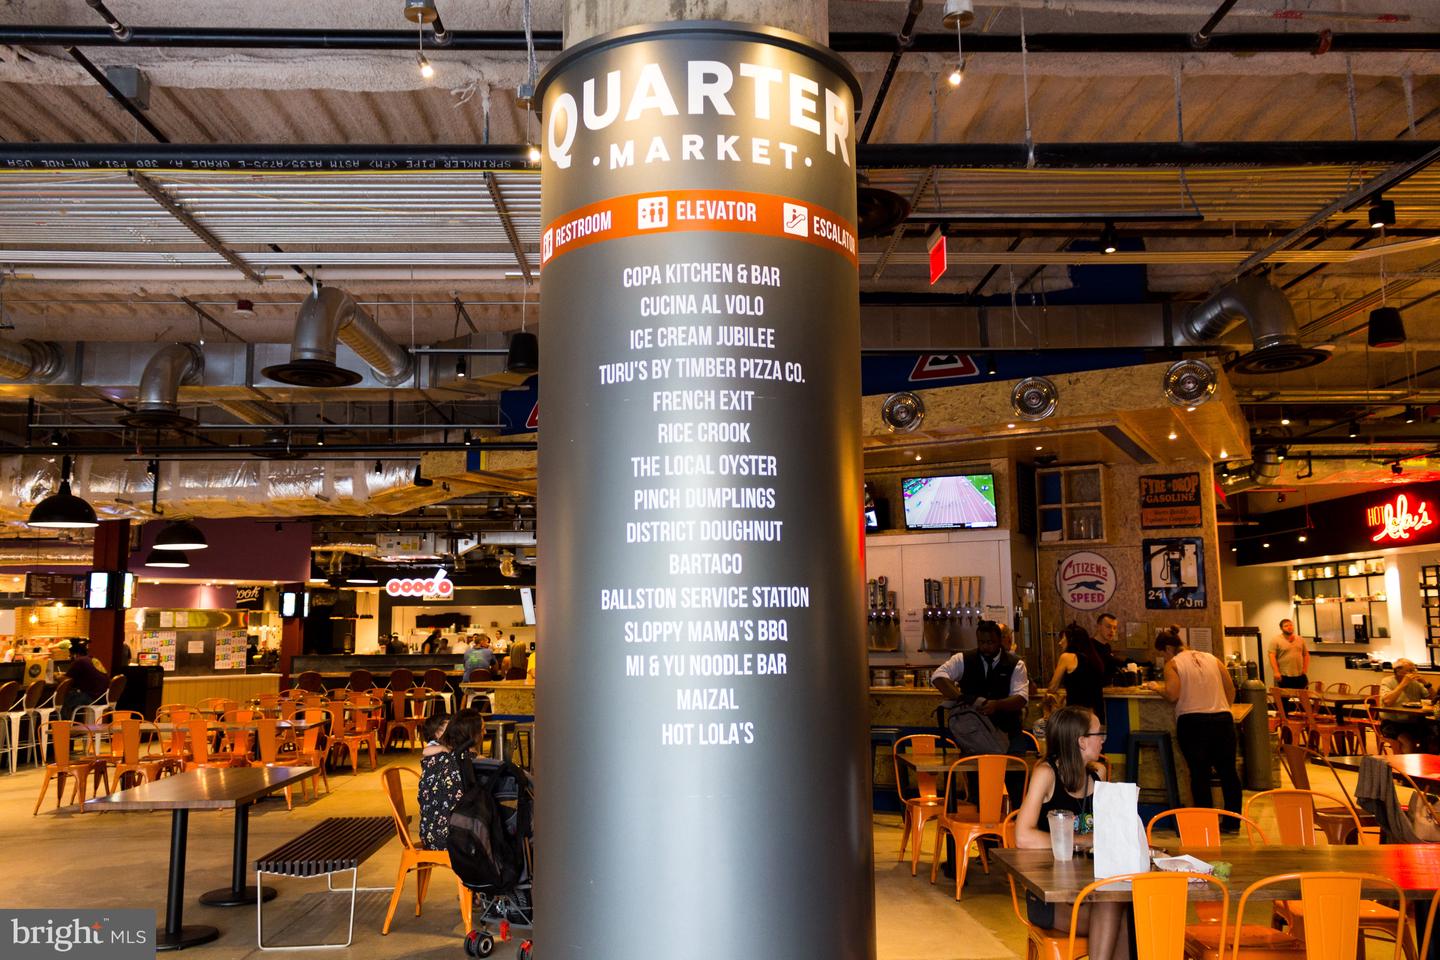 QUARTER
·MARKET·
RESTROOM
ELEVATOR
ESCALATOR
COPA KITCHEN & BAR
CUCINA AL VOLO
ICE CREAM JUBILEE
TURU'S BY TIMBER PIZZA CO.
FRENCH EXIT
RICE CROOK
THE LOCAL OYSTER
PINCH DUMPLINGS
DISTRICT DOUGHNUT
BARTACO
BALLSTON SERVICE STATION
SLOPPY MAMA'S BBQ
MI & YU NOODLE BAR
MAIZAL
HOT LOLA'S
FYRE DROP
GASOLINE
CITIZENS
SPEED
HOT Lola's
bright MLS